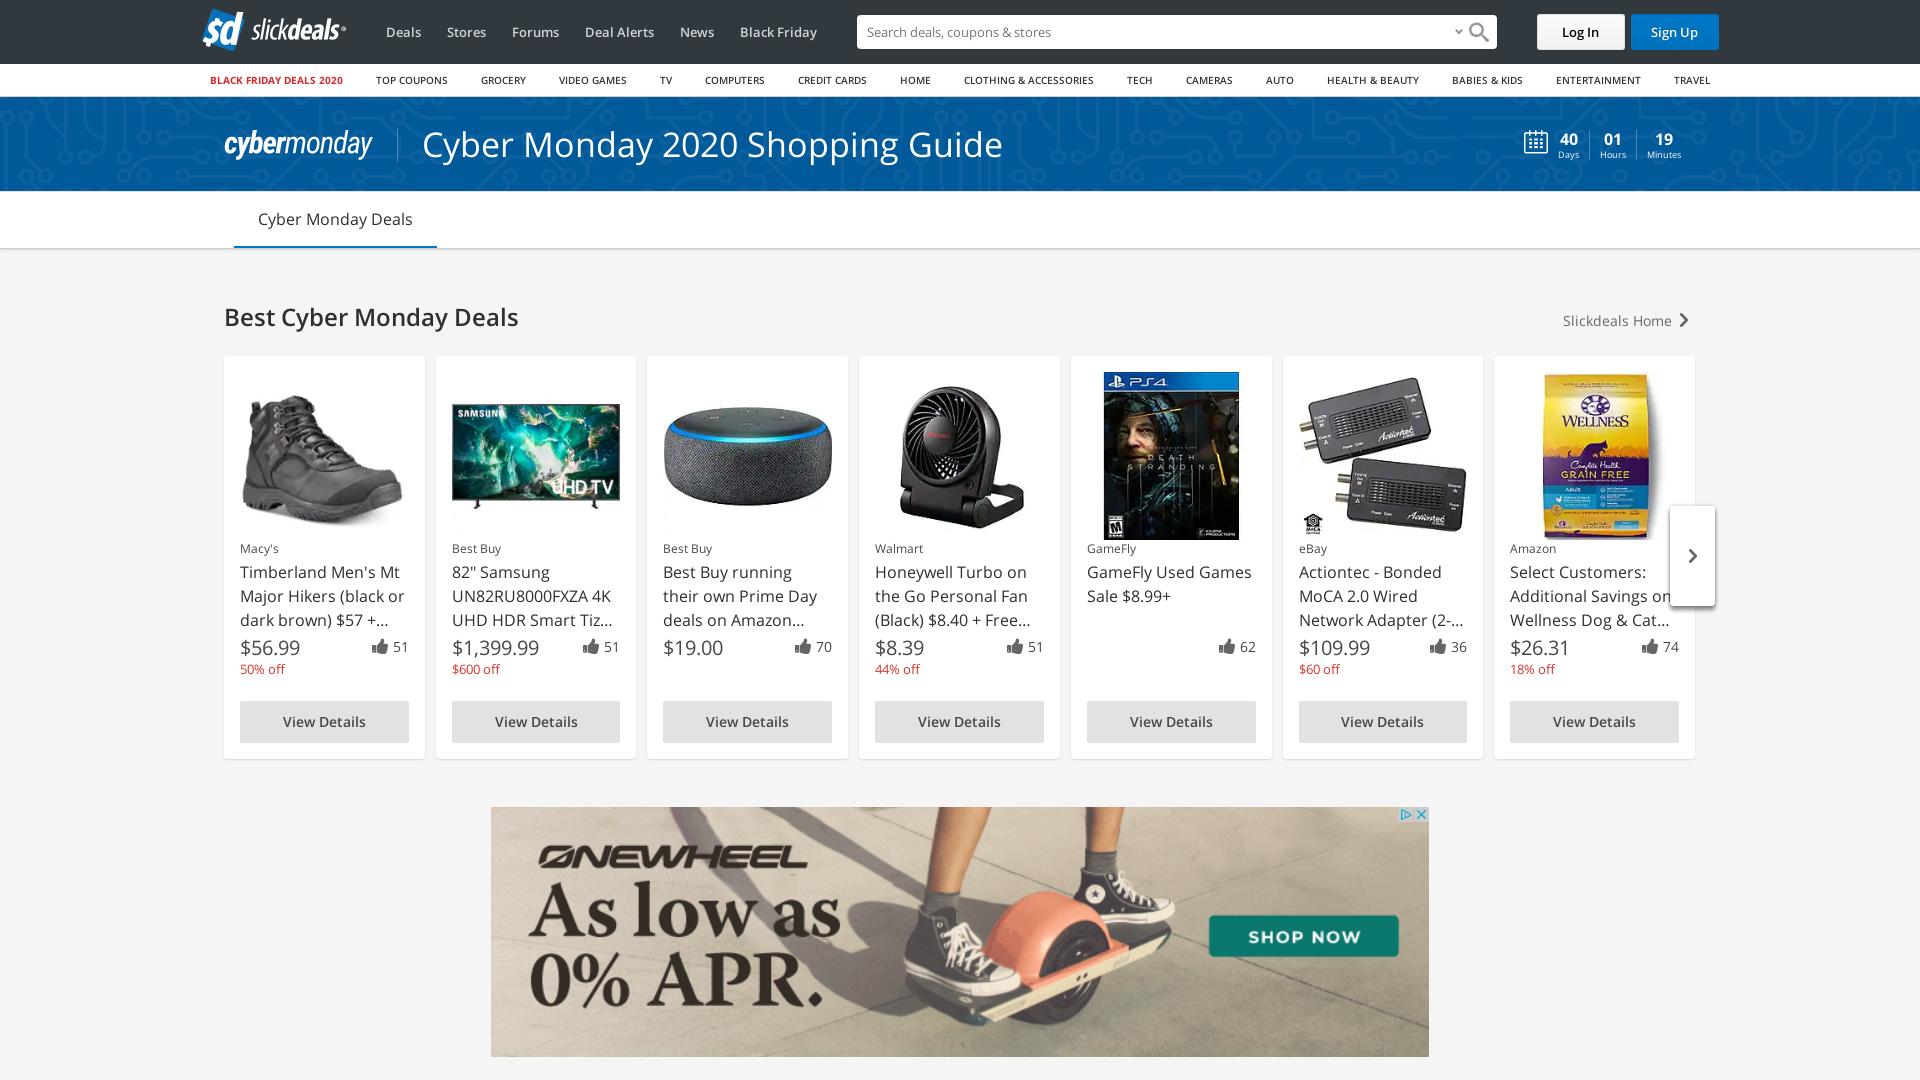 sd slickdeals
Deals
Stores
Forums
Deal Alerts
News
Black Friday
Search deals, coupons & stores
Log In
Sign Up
BLACK FRIDAY DEALS 2020
TOP COUPONS
GROCERY
VIDEO GAMES
TV
COMPUTERS
CREDIT CARDS
HOME
CLOTHING & ACCESSORIES
TECH
CAMERAS
AUTO
HEALTH & BEAUTY
BABIES & KIDS
ENTERTAINMENT
TRAVEL
cybermonday
Cyber Monday 2020 Shopping Guide
40
Days
01
Hours
19
Minutes
Cyber Monday Deals
Best Cyber Monday Deals
Slickdeals Home
Macy's
Timberland Men's Mt
Major Hikers (black or
dark brown) $57 +...
$56.99
51
50% off
View Details
SAMSUNG
UHD TV
Best Buy
82" Samsung
UN82RU8000FXZA 4K
UHD HDR Smart Tiz...
$1,399.99
51
$600 off
View Details
Best Buy
Best Buy running
their own Prime Day
deals on Amazon...
$19.00
70
View Details
Walmart
Honeywell Turbo on
the Go Personal Fan
(Black) $8.40 + Free...
$8.39
51
44% off
View Details
PS4
DEATH
STRANDING
GameFly
GameFly Used Games
Sale $8.99+
62
View Details
Actiontec
Actiontec
eBay
Actiontec - Bonded
MoCA 2.0 Wired
Network Adapter (2-...
$109.99
36
$60 off
View Details
WELLNESS
Complete Health
GRAIN FREE
Adult
Amazon
Select Customers:
Additional Savings on
Wellness Dog & Cat...
$26.31
74
18% off
View Details
ONEWHEEL
As low as
0% APR.
SHOP NOW